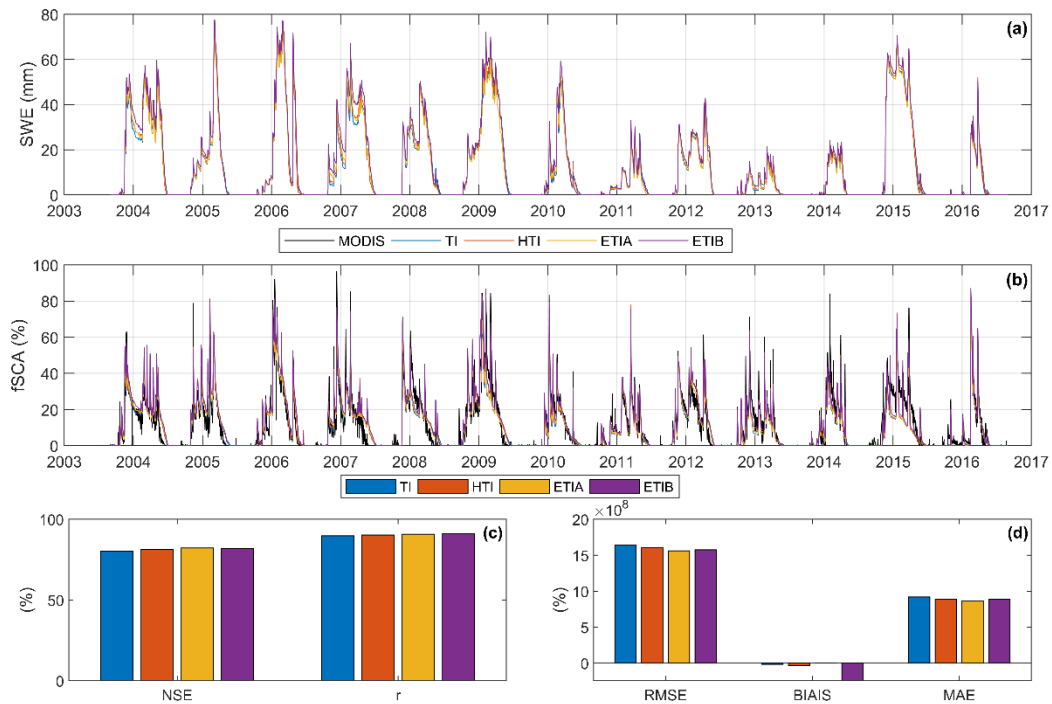 (a)
SWE (mm)
80
60
40
20
0
2003 2004 2005 2006 2007 2008 2009 2010 2011 2012 2013 2014 2015 2016 2017
MODIS TI HTI ETIA ETIB
(b)
fSCA (%)
100
80
60
40
20
0
2003 2004 2005 2006 2007 2008 2009 2010 2011 2012 2013 2014 2015 2016 2017
TI HTI ETIA ETIB
(c)
(%)
100
50
0
NSE r
(d)
×10⁸
(%)
20
15
10
5
0
RMSE BIAIS MAE